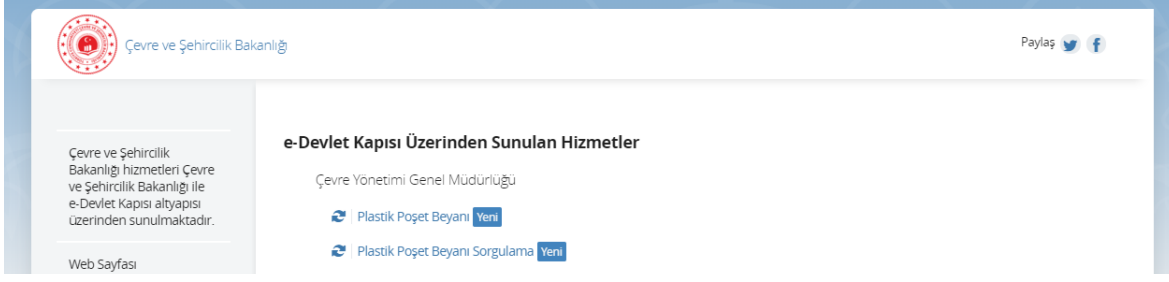 Çevre ve Şehircilik Bakanlığı
Paylaş
e-Devlet Kapısı Üzerinden Sunulan Hizmetler
Çevre ve Şehircilik
Bakanlığı hizmetleri Çevre
ve Şehircilik Bakanlığı ile
e-Devlet Kapısı altyapısı
üzerinden sunulmaktadır.
Web Sayfası
Çevre Yönetimi Genel Müdürlüğü
Plastik Poşet Beyanı Yeni
Plastik Poşet Beyanı Sorgulama Yeni